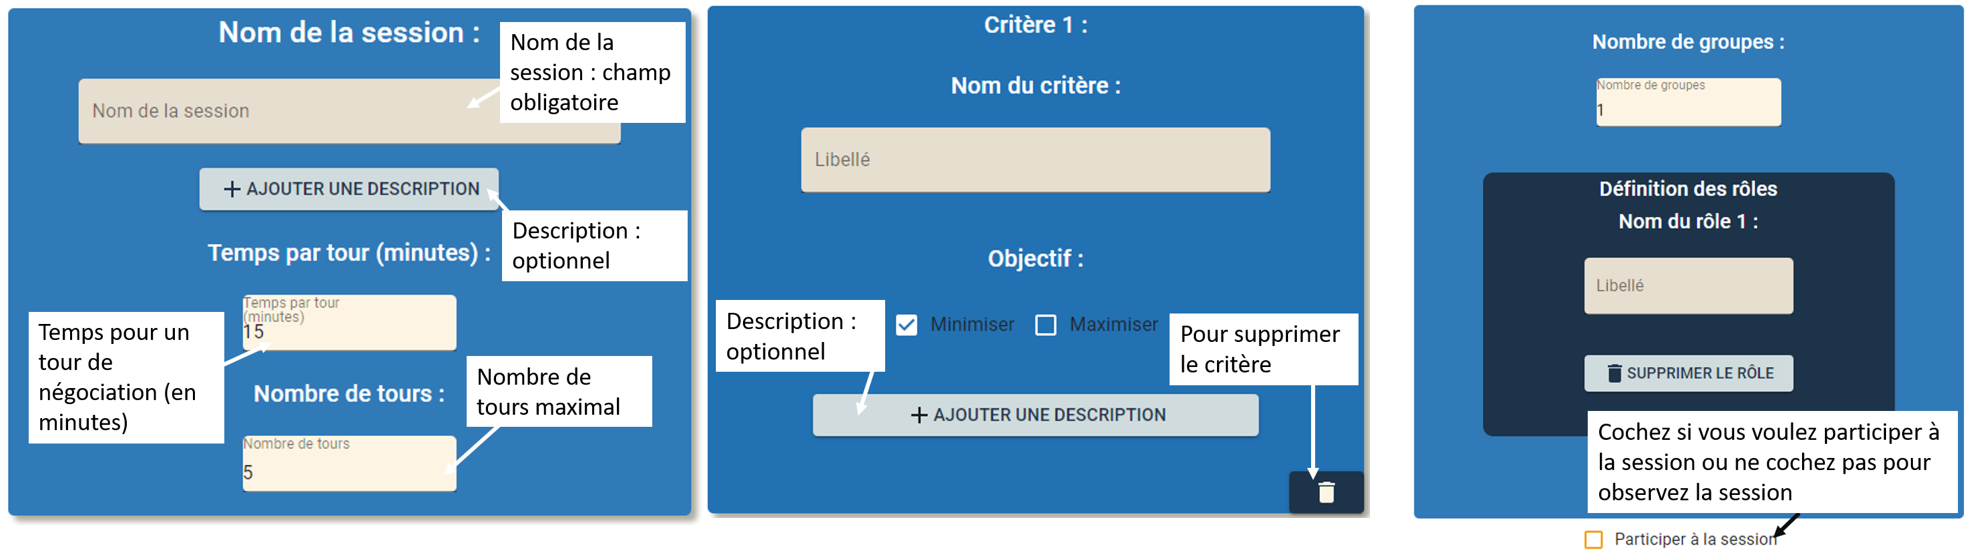 Nom de la session :
Nom de la
session : champ
obligatoire
Nom de la session
+ AJOUTER UNE DESCRIPTION
Description :
optionnel
Temps par tour (minutes) :
Temps par tour
(minutes)
15
Temps pour un
tour de
négociation (en
minutes)
Nombre de tours :
Nombre de
tours maximal
Nombre de tours
5
Critère 1 :
Nom du critère :
Libellé
Objectif :
Description :
optionnel
Minimiser
Maximiser
Pour supprimer
le critère
+ AJOUTER UNE DESCRIPTION
Nombre de groupes :
Nombre de groupes
1
Définition des rôles
Nom du rôle 1 :
Libellé
SUPPRIMER LE RÔLE
Cochez si vous voulez participer à
la session ou ne cochez pas pour
observez la session
Participer à la session